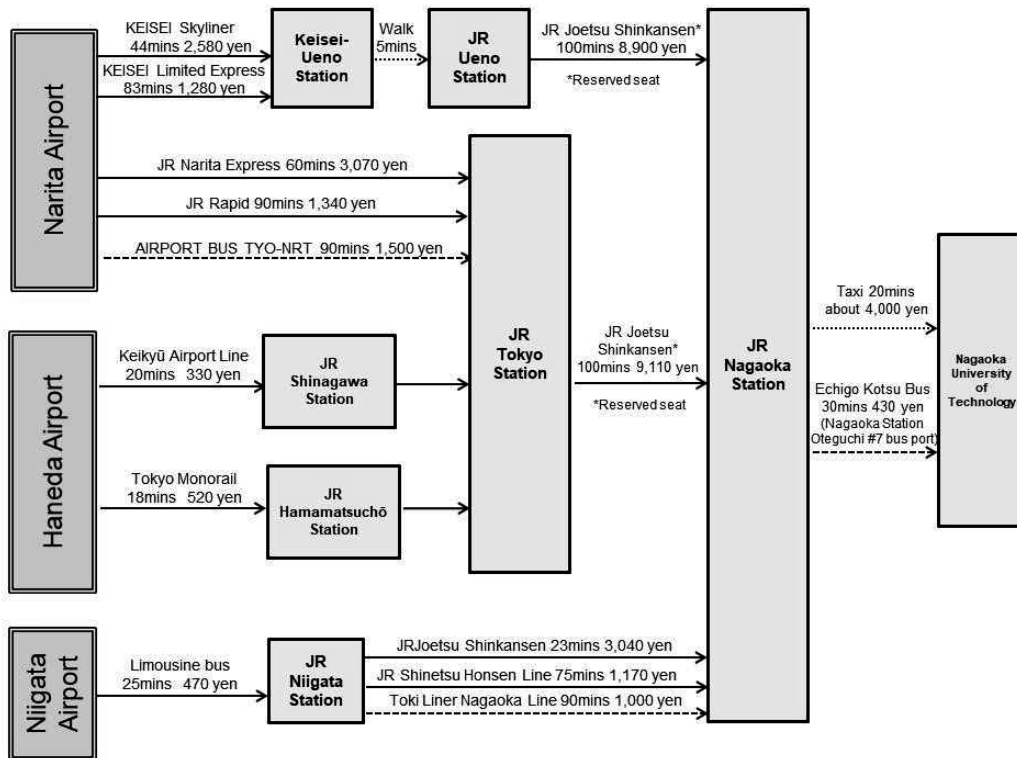 Narita Airport
KEISEI Skyliner
44mins 2,580 yen
KEISEI Limited Express
83mins 1,280 yen
Keisei-
Ueno
Station
Walk
5mins
JR
Ueno
Station
JR Joetsu Shinkansen*
100mins 8,900 yen
*Reserved seat
JR Narita Express 60mins 3,070 yen
JR Rapid 90mins 1,340 yen
AIRPORT BUS TYO-NRT 90mins 1,500 yen
Haneda Airport
Keikyū Airport Line
20mins 330 yen
JR
Shinagawa
Station
Tokyo Monorail
18mins 520 yen
JR
Hamamatsuchō
Station
JR
Tokyo
Station
JR Joetsu
Shinkansen*
100mins 9,110 yen
*Reserved seat
Niigata
Airport
Limousine bus
25mins 470 yen
JR
Niigata
Station
JRJoetsu Shinkansen 23mins 3,040 yen
JR Shinetsu Honsen Line 75mins 1,170 yen
Toki Liner Nagaoka Line 90mins 1,000 yen
JR
Nagaoka
Station
Taxi 20mins
about 4,000 yen
Echigo Kotsu Bus
30mins 430 yen
(Nagaoka Station
Oteguchi #7 bus port)
Nagaoka
University
of
Technology